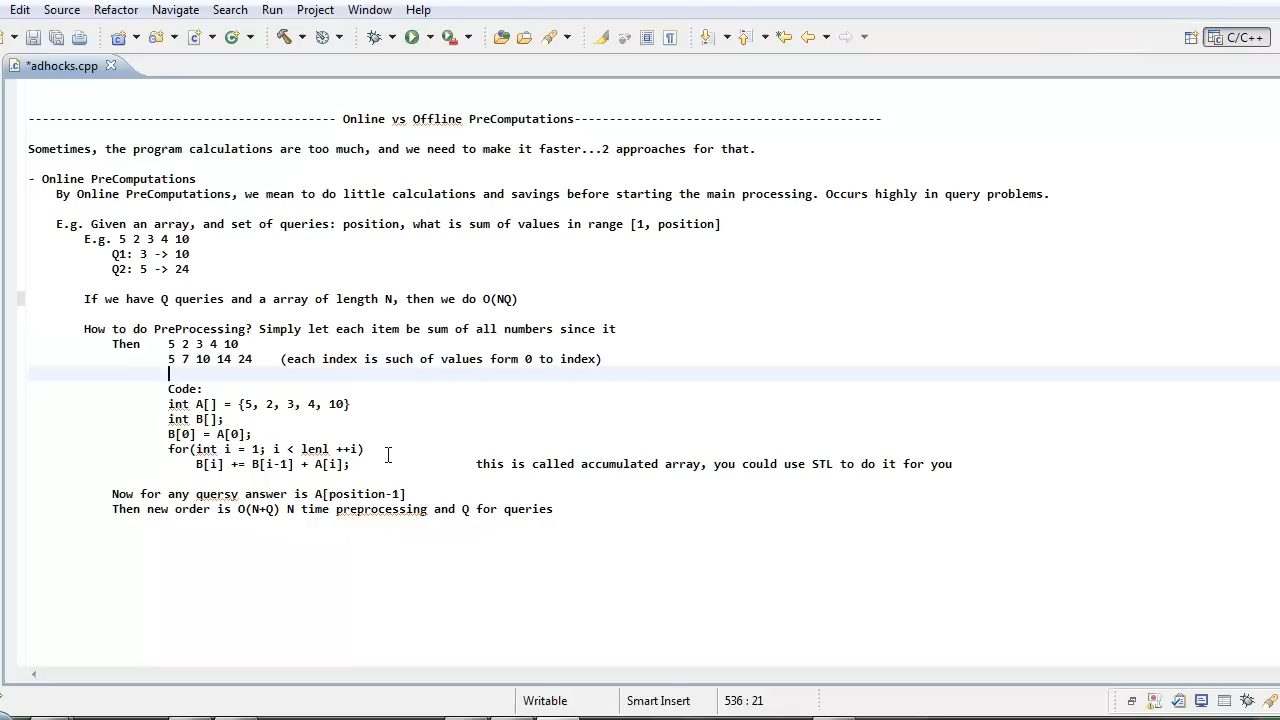 Edit Source Refactor Navigate Search Run Project Window Help
C/C++
*adhocks.cpp
-------------------------------------------- Online vs Offline PreComputations--------------------------------------------
Sometimes, the program calculations are too much, and we need to make it faster...2 approaches for that.
- Online PreComputations
By Online PreComputations, we mean to do little calculations and savings before starting the main processing. Occurs highly in query problems.
E.g. Given an array, and set of queries: position, what is sum of values in range [1, position]
E.g. 5 2 3 4 10
Q1: 3 -> 10
Q2: 5 -> 24
If we have Q queries and a array of length N, then we do O(NQ)
How to do PreProcessing? Simply let each item be sum of all numbers since it
Then 5 2 3 4 10
5 7 10 14 24 (each index is such of values form 0 to index)
Code:
int A[] = {5, 2, 3, 4, 10}
int B[];
B[0] = A[0];
for(int i = 1; i < lenl ++i)
B[i] += B[i-1] + A[i]; this is called accumulated array, you could use STL to do it for you
Now for any quersy answer is A[position-1]
Then new order is O(N+Q) N time preprocessing and Q for queries
Writable Smart Insert 536 : 21